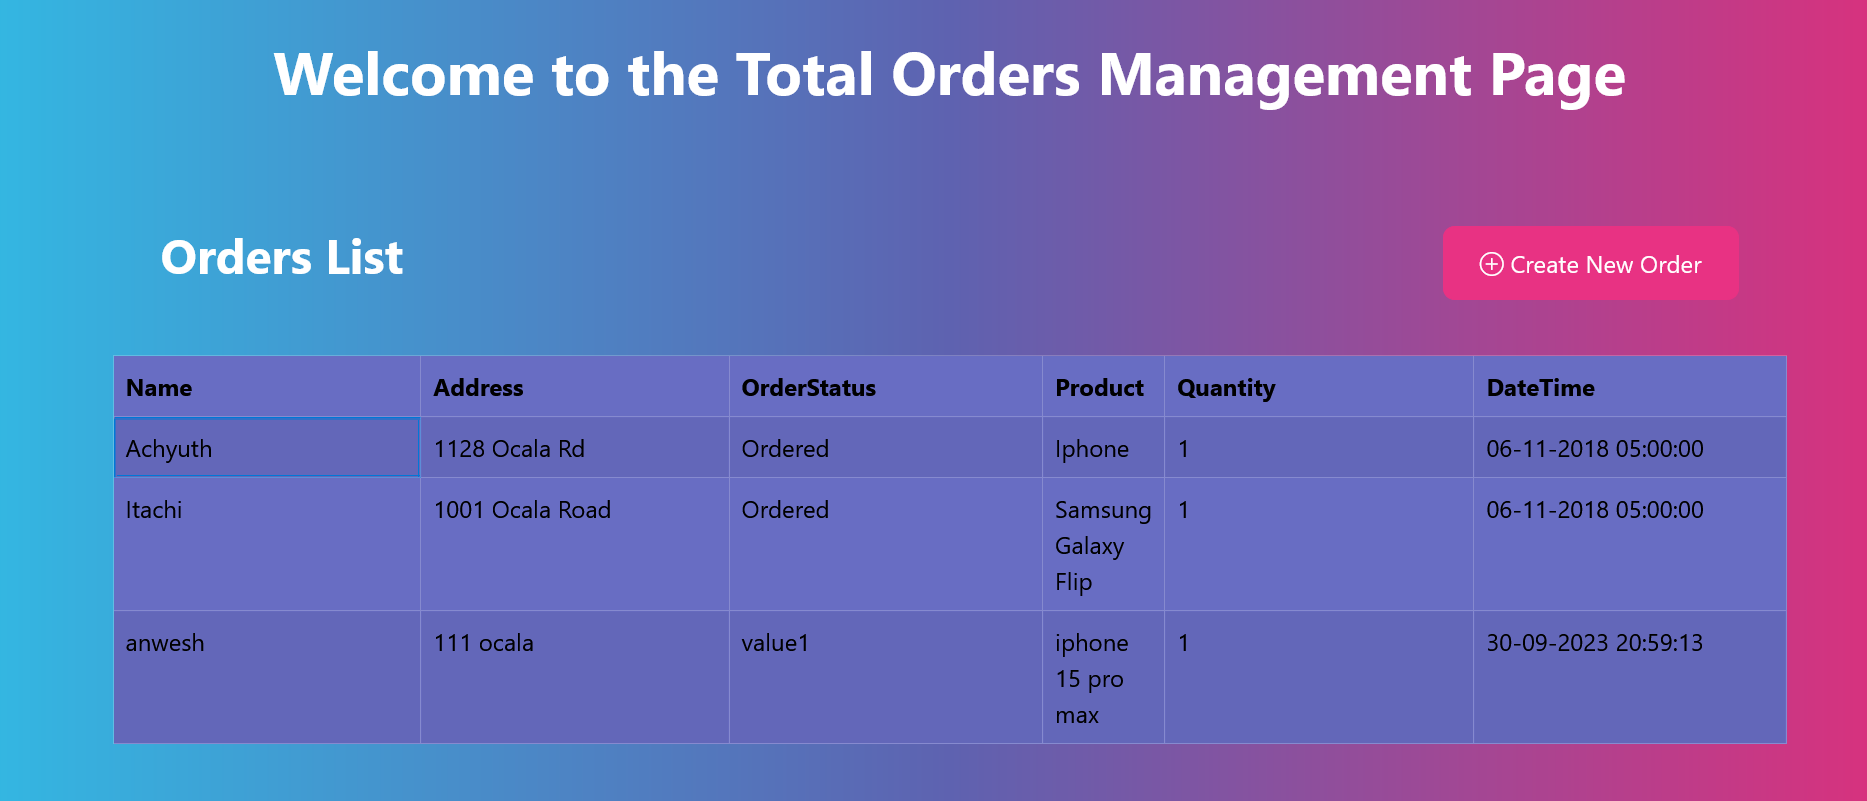 Welcome to the Total Orders Management Page
Orders List
Create New Order
Name Address OrderStatus Product Quantity DateTime
Achyuth 1128 Ocala Rd Ordered Iphone 1 06-11-2018 05:00:00
Itachi 1001 Ocala Road Ordered Samsung 1 06-11-2018 05:00:00
Galaxy
Flip
anwesh 111 ocala value1 iphone 1 30-09-2023 20:59:13
15 pro
max